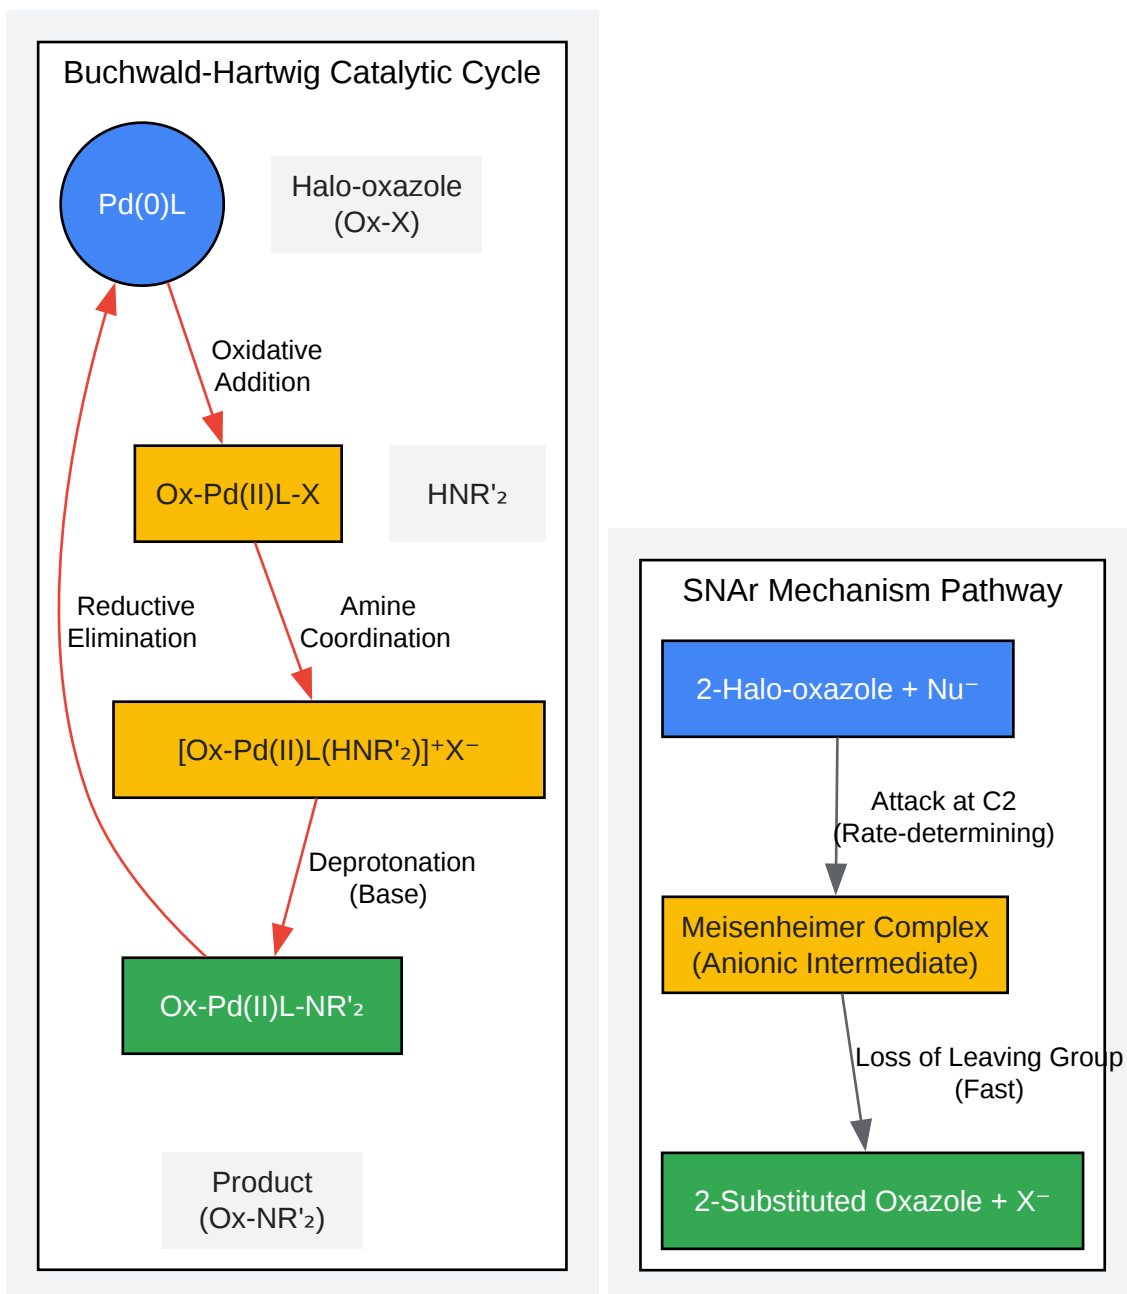 Buchwald-Hartwig Catalytic Cycle
Pd(0)L
Halo-oxazole
(Ox-X)
Oxidative
Addition
Ox-Pd(II)L-X
HNR'₂
Reductive
Elimination
Amine
Coordination
[Ox-Pd(II)L(HNR'₂)]⁺X⁻
Deprotonation
(Base)
Ox-Pd(II)L-NR'₂
Product
(Ox-NR'₂)
SNAr Mechanism Pathway
2-Halo-oxazole + Nu⁻
Attack at C2
(Rate-determining)
Meisenheimer Complex
(Anionic Intermediate)
Loss of Leaving Group
(Fast)
2-Substituted Oxazole + X⁻